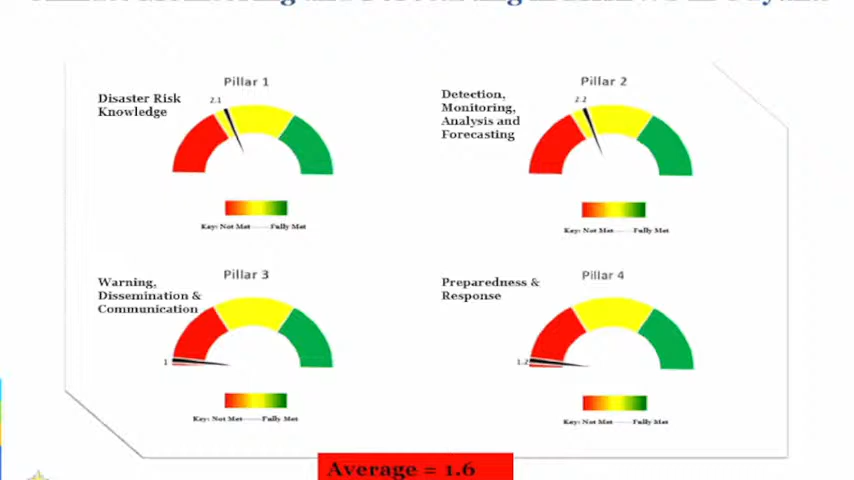 Pillar 1
Disaster Risk
Knowledge
2.1
Key: Not Met
Fully Met
Pillar 2
Detection,
Monitoring,
Analysis and
Forecasting
2.2
Key: Not Met
Fully Met
Pillar 3
Warning,
Dissemination &
Communication
1
Key: Not Met
Fully Met
Pillar 4
Preparedness &
Response
1.2
Key: Not Met
Fully Met
Average = 1.6